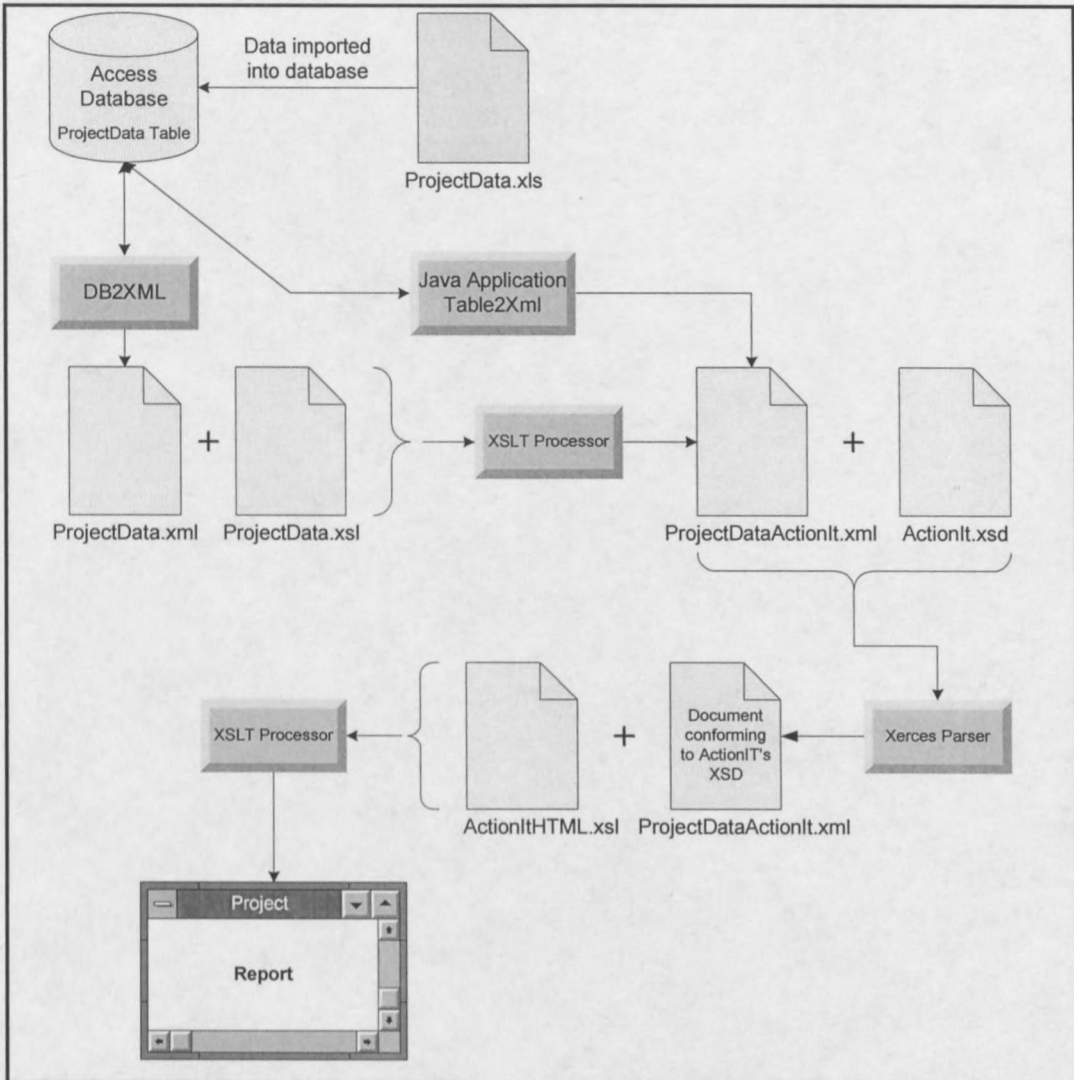 Access
Database
ProjectData Table
Data imported
into database
ProjectData.xls
DB2XML
Java Application
Table2Xml
+
XSLT Processor
+
ProjectData.xml
ProjectData.xsl
ProjectDataActionIt.xml
ActionIt.xsd
XSLT Processor
+
Document
conforming
to ActionIT's
XSD
Xerces Parser
ActionItHTML.xsl
ProjectDataActionIt.xml
Project
Report